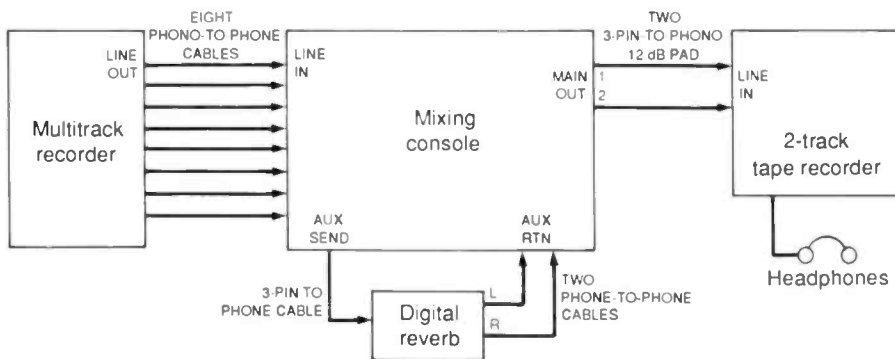 EIGHT
PHONO-TO PHONE
CABLES
LINE
OUT
Multitrack
recorder
LINE
IN
Mixing
console
MAIN
OUT
1
2
AUX
SEND
AUX
RTN
TWO
3-PIN-TO PHONO
12 dB PAD
LINE
IN
2-track
tape recorder
Headphones
3-PIN TO
PHONE CABLE
Digital
reverb
L
R
TWO
PHONE-TO-PHONE
CABLES